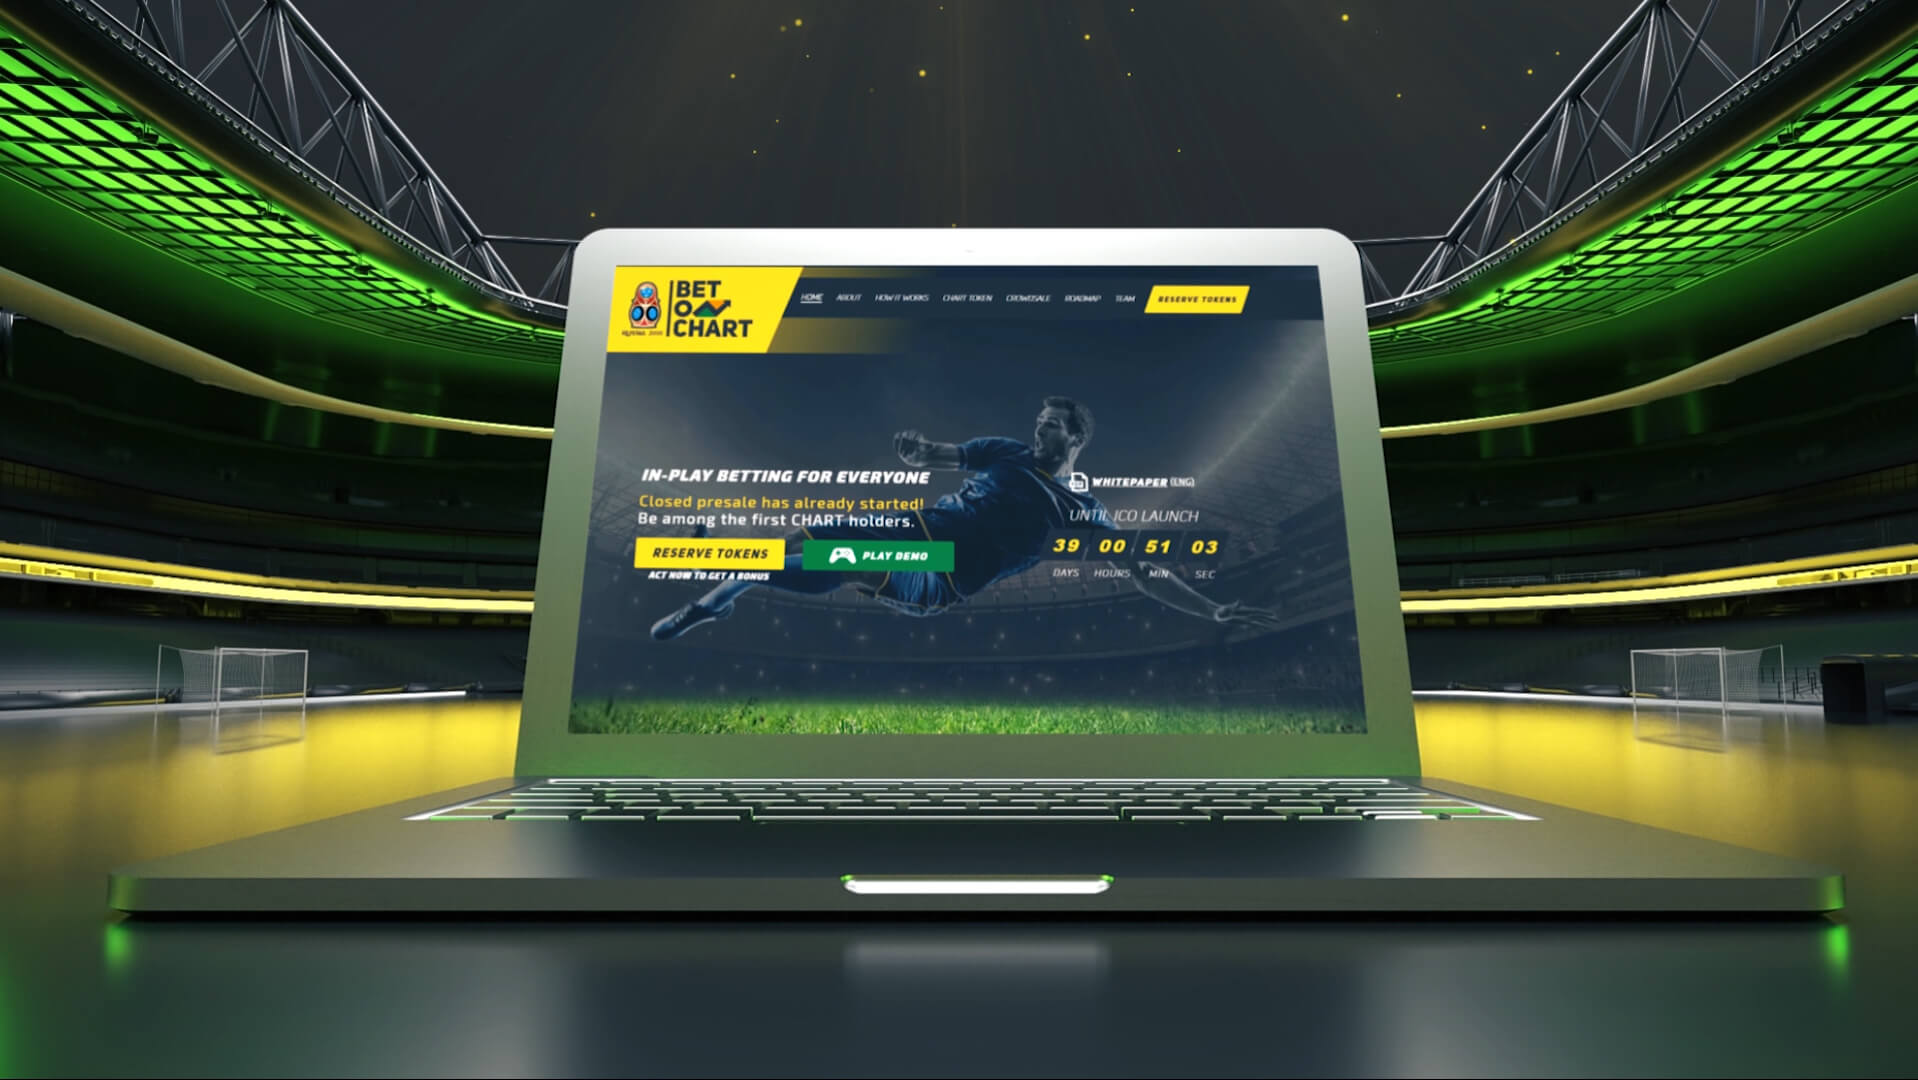 BET
O
CHART
HOME ABOUT HOW IT WORKS CHART TOKEN CROWDSALE ROADMAP TEAM RESERVE TOKENS
IN-PLAY BETTING FOR EVERYONE
Closed presale has already started!
Be among the first CHART holders.
RESERVE TOKENS
PLAY DEMO
ACT NOW TO GET A BONUS
WHITEPAPER (ENG)
UNTIL ICO LAUNCH
39 00 51 03
DAYS HOURS MIN SEC